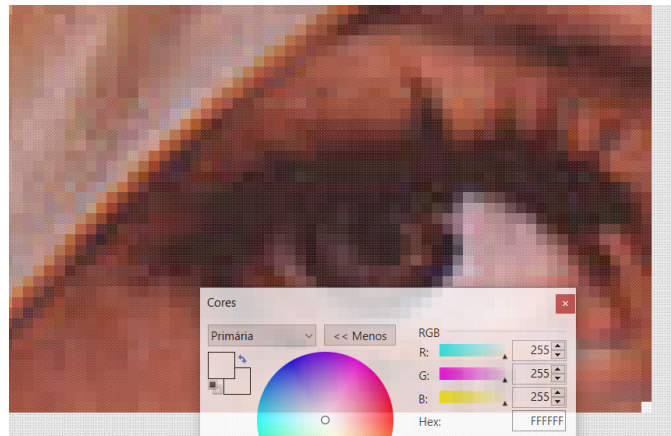 Cores
Primária
<< Menos
RGB
R: 255
G: 255
B: 255
Hex: FFFFFF